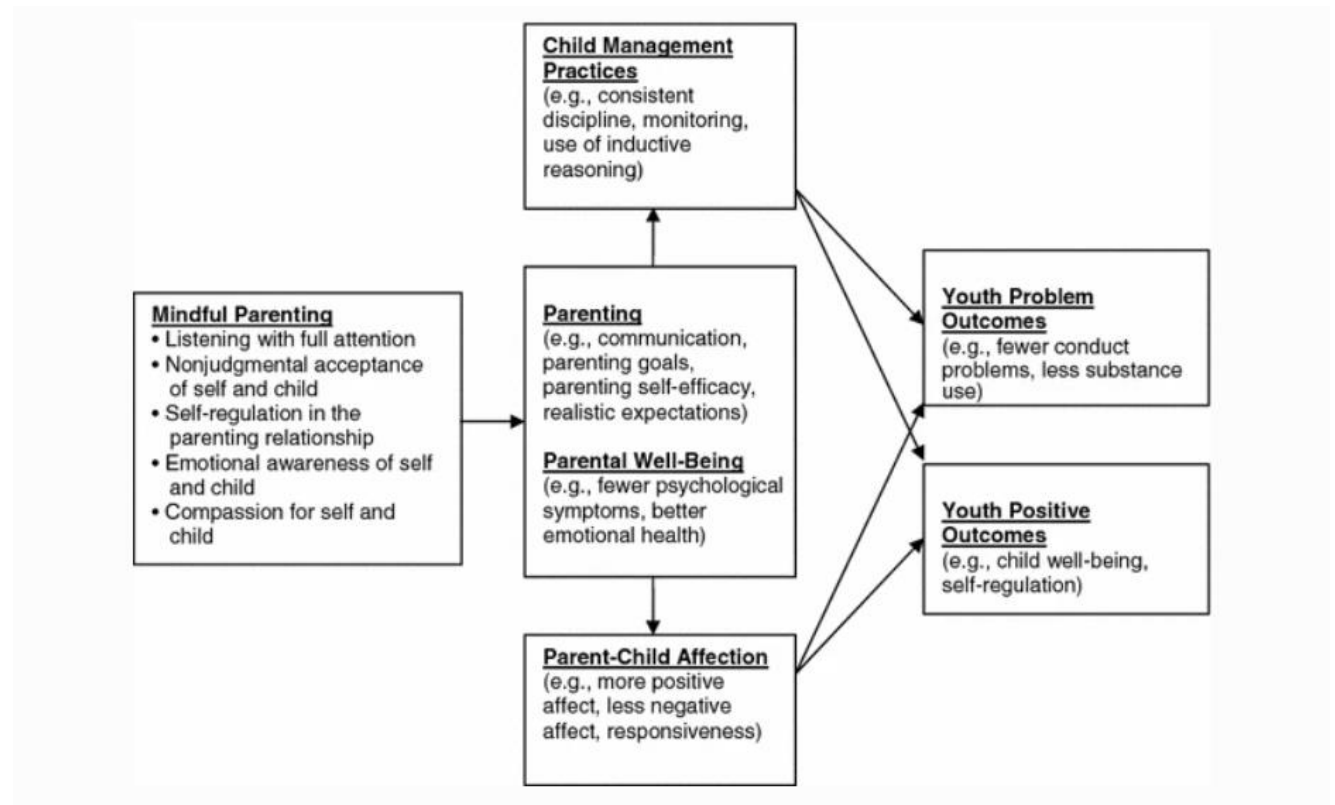 Child Management
Practices
(e.g., consistent
discipline, monitoring,
use of inductive
reasoning)
Mindful Parenting
• Listening with full attention
• Nonjudgmental acceptance
of self and child
• Self-regulation in the
parenting relationship
• Emotional awareness of self
and child
• Compassion for self and
child
Parenting
(e.g., communication,
parenting goals,
parenting self-efficacy,
realistic expectations)
Parental Well-Being
(e.g., fewer psychological
symptoms, better
emotional health)
Parent-Child Affection
(e.g., more positive
affect, less negative
affect, responsiveness)
Youth Problem
Outcomes
(e.g., fewer conduct
problems, less substance
use)
Youth Positive
Outcomes
(e.g., child well-being,
self-regulation)